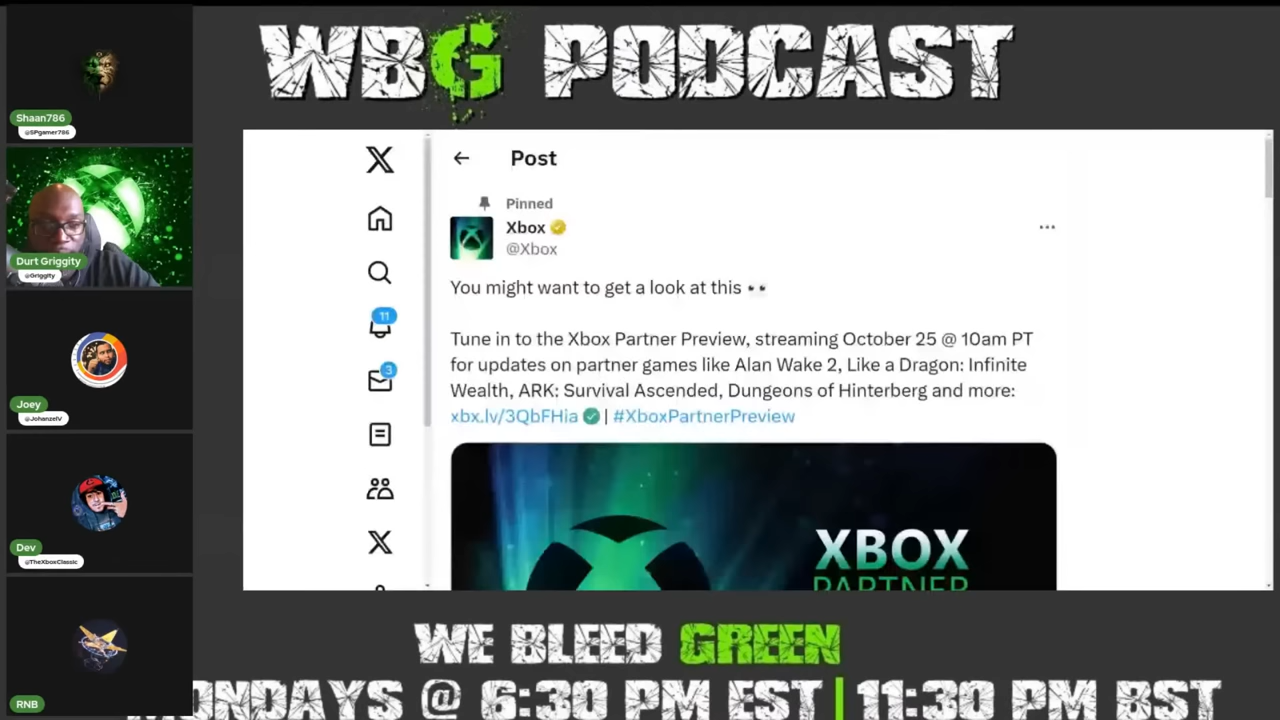 WBG PODCAST
Shaan786
@SPgamer786
Durt Griggity
@Griggity
Joey
@JohanzelV
Dev
@TheXboxClassic
RNB
Post
Pinned
Xbox
@Xbox
11
3
You might want to get a look at this 👀
Tune in to the Xbox Partner Preview, streaming October 25 @ 10am PT
for updates on partner games like Alan Wake 2, Like a Dragon: Infinite
Wealth, ARK: Survival Ascended, Dungeons of Hinterberg and more:
xbx.lv/3QbFHia ✅ | #XboxPartnerPreview
XBOX
PARTNER
WE BLEED GREEN
MONDAYS @ 6:30 PM EST | 11:30 PM BST